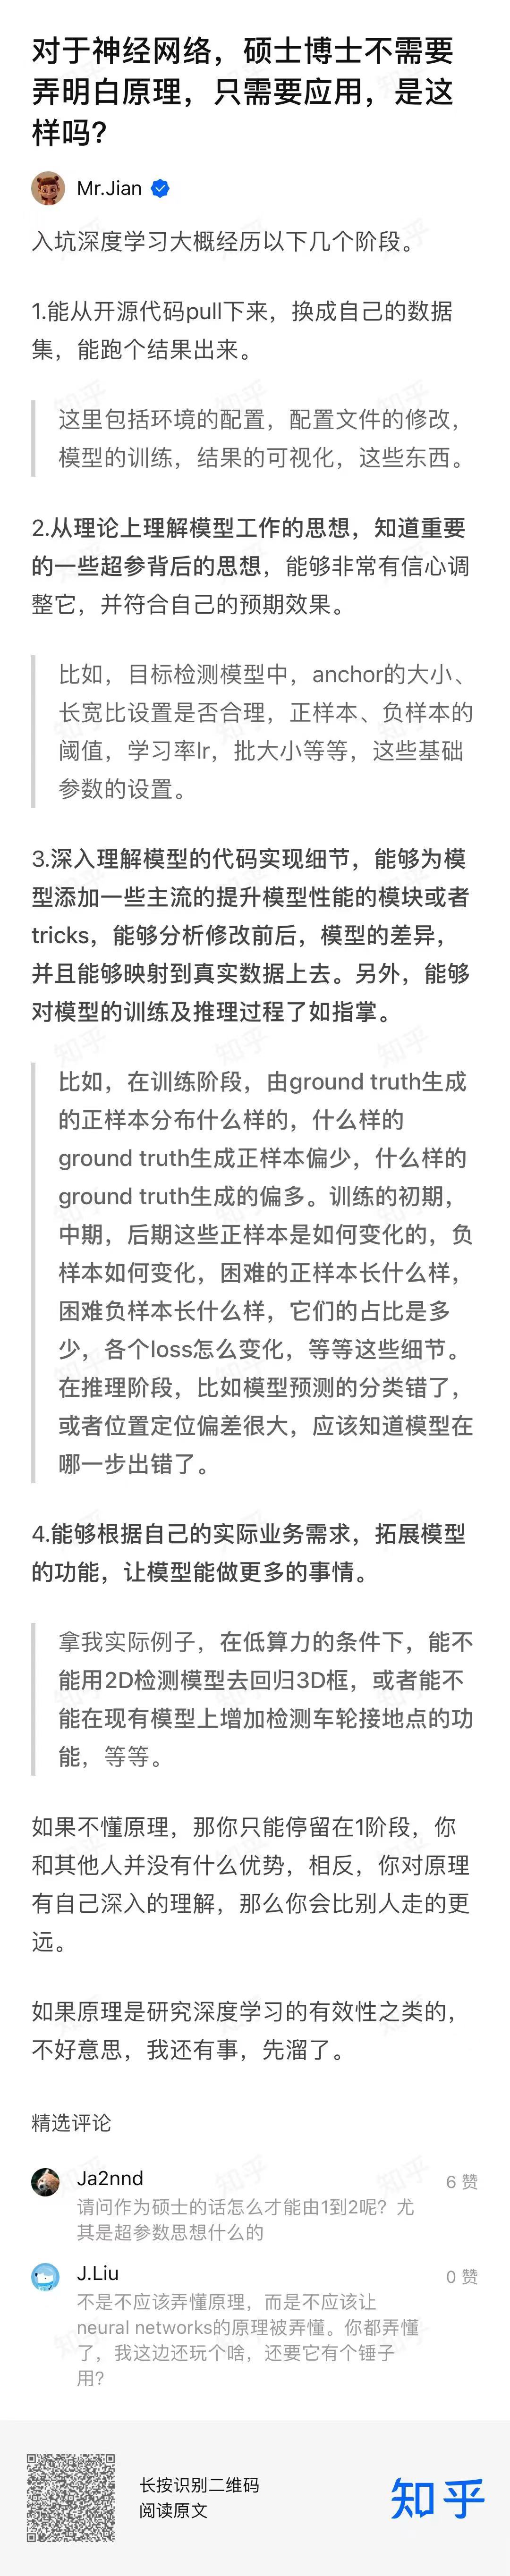 对于神经网络，硕士博士不需要
弄明白原理，只需要应用，是这
样吗？
Mr.Jian
入坑深度学习大概经历以下几个阶段。
1.能从开源代码pull下来，换成自己的数据
集，能跑个结果出来。
这里包括环境的配置，配置文件的修改，
模型的训练，结果的可视化，这些东西。
2.从理论上理解模型工作的思想，知道重要
的一些超参背后的思想，能够非常有信心调
整它，并符合自己的预期效果。
比如，目标检测模型中，anchor的大小、
长宽比设置是否合理，正样本、负样本的
阈值，学习率lr，批大小等等，这些基础
参数的设置。
3.深入理解模型的代码实现细节，能够为模
型添加一些主流的提升模型性能的模块或者
tricks，能够分析修改前后，模型的差异，
并且能够映射到真实数据上去。另外，能够
对模型的训练及推理过程了如指掌。
比如，在训练阶段，由ground truth生成
的正样本分布什么样的，什么样的
ground truth生成正样本偏少，什么样的
ground truth生成的偏多。训练的初期，
中期，后期这些正样本是如何变化的，负
样本如何变化，困难的正样本长什么样，
困难负样本长什么样，它们的占比是多
少，各个loss怎么变化，等等这些细节。
在推理阶段，比如模型预测的分类错了，
或者位置定位偏差很大，应该知道模型在
哪一步出错了。
4.能够根据自己的实际业务需求，拓展模型
的功能，让模型能做更多的事情。
拿我实际例子，在低算力的条件下，能不
能用2D检测模型去回归3D框，或者能不
能在现有模型上增加检测车轮接地点的功
能，等等。
如果不懂原理，那你只能停留在1阶段，你
和其他人并没有什么优势，相反，你对原理
有自己深入的理解，那么你会比别人走的更
远。
如果原理是研究深度学习的有效性之类的，
不好意思，我还有事，先溜了。
精选评论
Ja2nnd
6 赞
请问作为硕士的话怎么才能由1到2呢？尤
其是超参数思想什么的
J.Liu
0 赞
不是不应该弄懂原理，而是不应该让
neural networks的原理被弄懂。你都弄懂
了，我这边还玩个啥，还要它有个锤子
用？
长按识别二维码
阅读原文
知乎